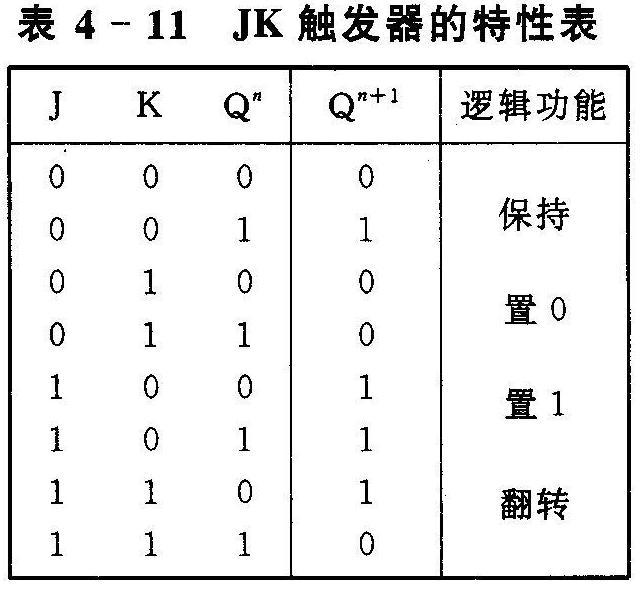 表 4-11 JK 触发器的特性表
J K Qⁿ Qⁿ⁺¹ 逻辑功能
0 0 0 0
保持
0 0 1 1
0 1 0 0
置 0
0 1 1 0
1 0 0 1
置 1
1 0 1 1
1 1 0 1
翻转
1 1 1 0